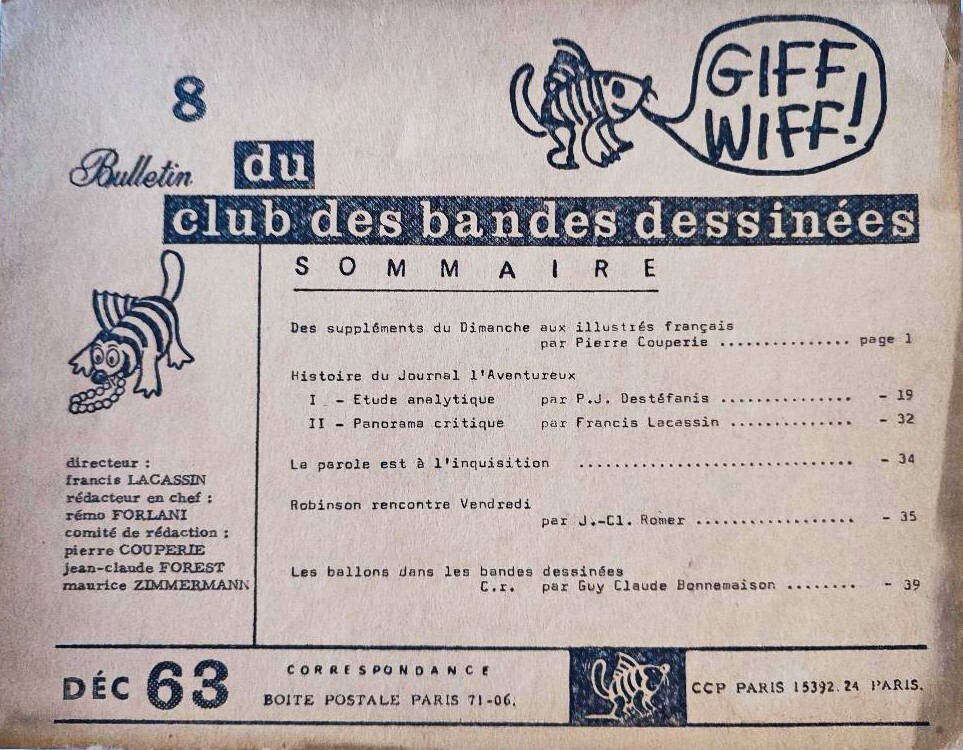 8
GIFF
WIFF!
Bulletin du
club des bandes dessinées
SOMMAIRE
Des suppléments du Dimanche aux illustrés français
par Pierre Couperie ............... page 1
Histoire du Journal l'Aventureux
I - Etude analytique par P.J. Destéfanis ............... - 19
II - Panorama critique par Francis Lacassin .............. - 32
La parole est à l'inquisition ............................... - 34
Robinson rencontre Vendredi
par J.-Cl. Romer .................. - 35
Les ballons dans les bandes dessinées
C.r. par Guy Claude Bonnemaison ........ - 39
directeur :
francis LACASSIN
rédacteur en chef :
rémo FORLANI
comité de rédaction :
pierre COUPERIE
jean-claude FOREST
maurice ZIMMERMANN
DÉC 63
CORRESPONDANCE
BOITE POSTALE PARIS 71-06.
CCP PARIS 15392.24 PARIS.